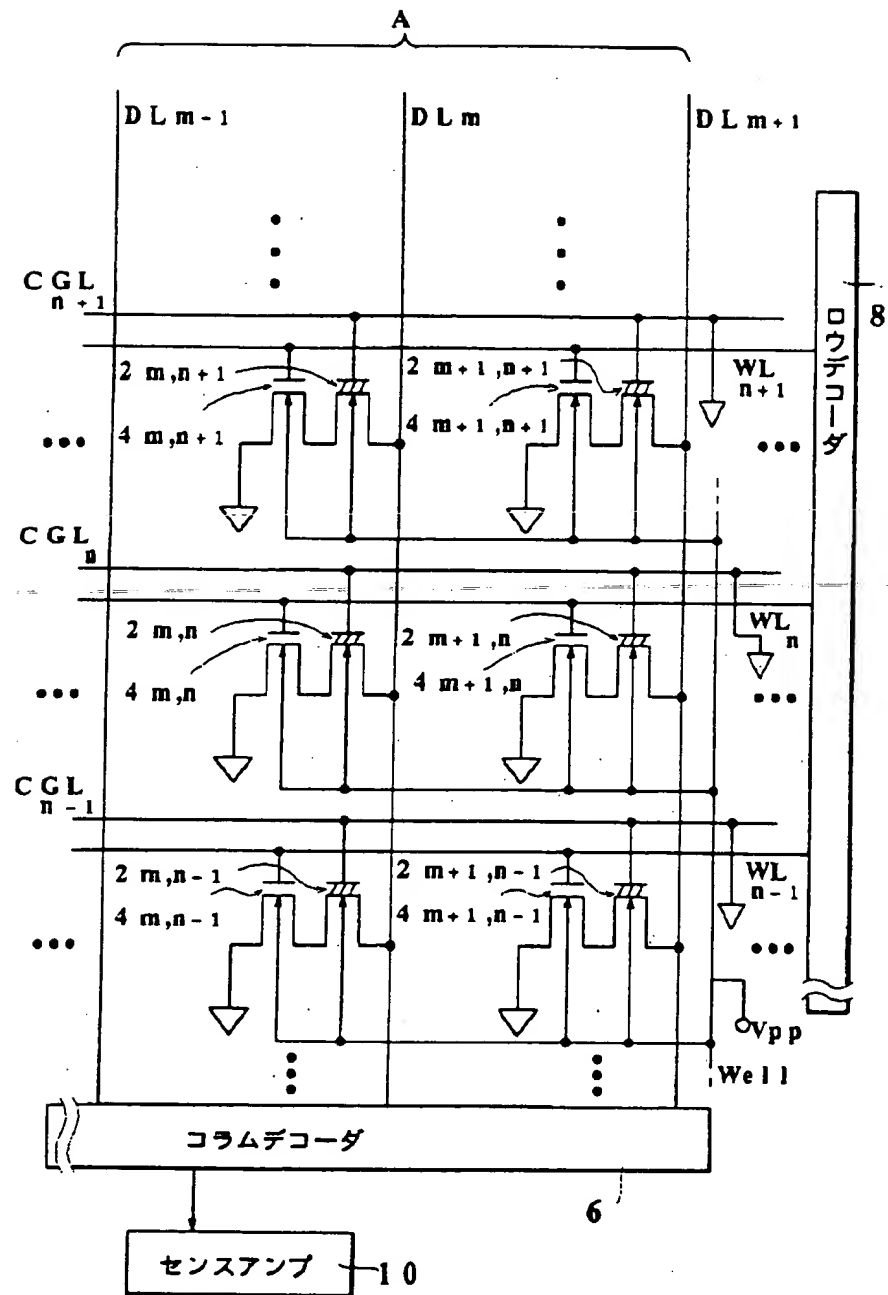 A
DLm-1
DLm
DLm+1
CGL
n+1
8
ロウデコーダ
2 m,n+1
2 m+1,n+1
WL
n+1
4 m,n+1
4 m+1,n+1
CGL
n
2 m,n
2 m+1,n
WL
n
4 m,n
4 m+1,n
CGL
n-1
2 m,n-1
2 m+1,n-1
WL
n-1
4 m,n-1
4 m+1,n-1
Vpp
Well
コラムデコーダ
6
センスアンプ
10